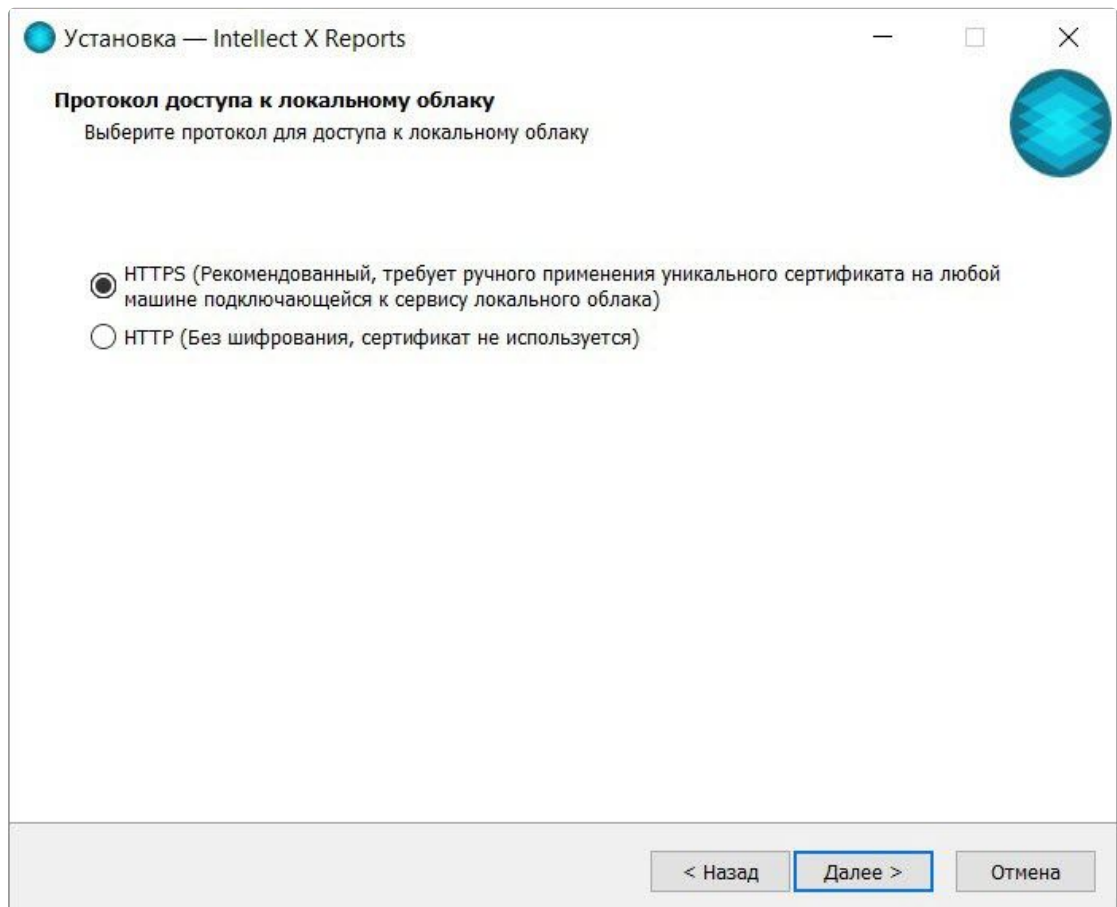 Установка — Intellect X Reports
Протокол доступа к локальному облаку
Выберите протокол для доступа к локальному облаку
HTTPS (Рекомендованный, требует ручного применения уникального сертификата на любой
машине подключающейся к сервису локального облака)
HTTP (Без шифрования, сертификат не используется)
< Назад
Далее >
Отмена